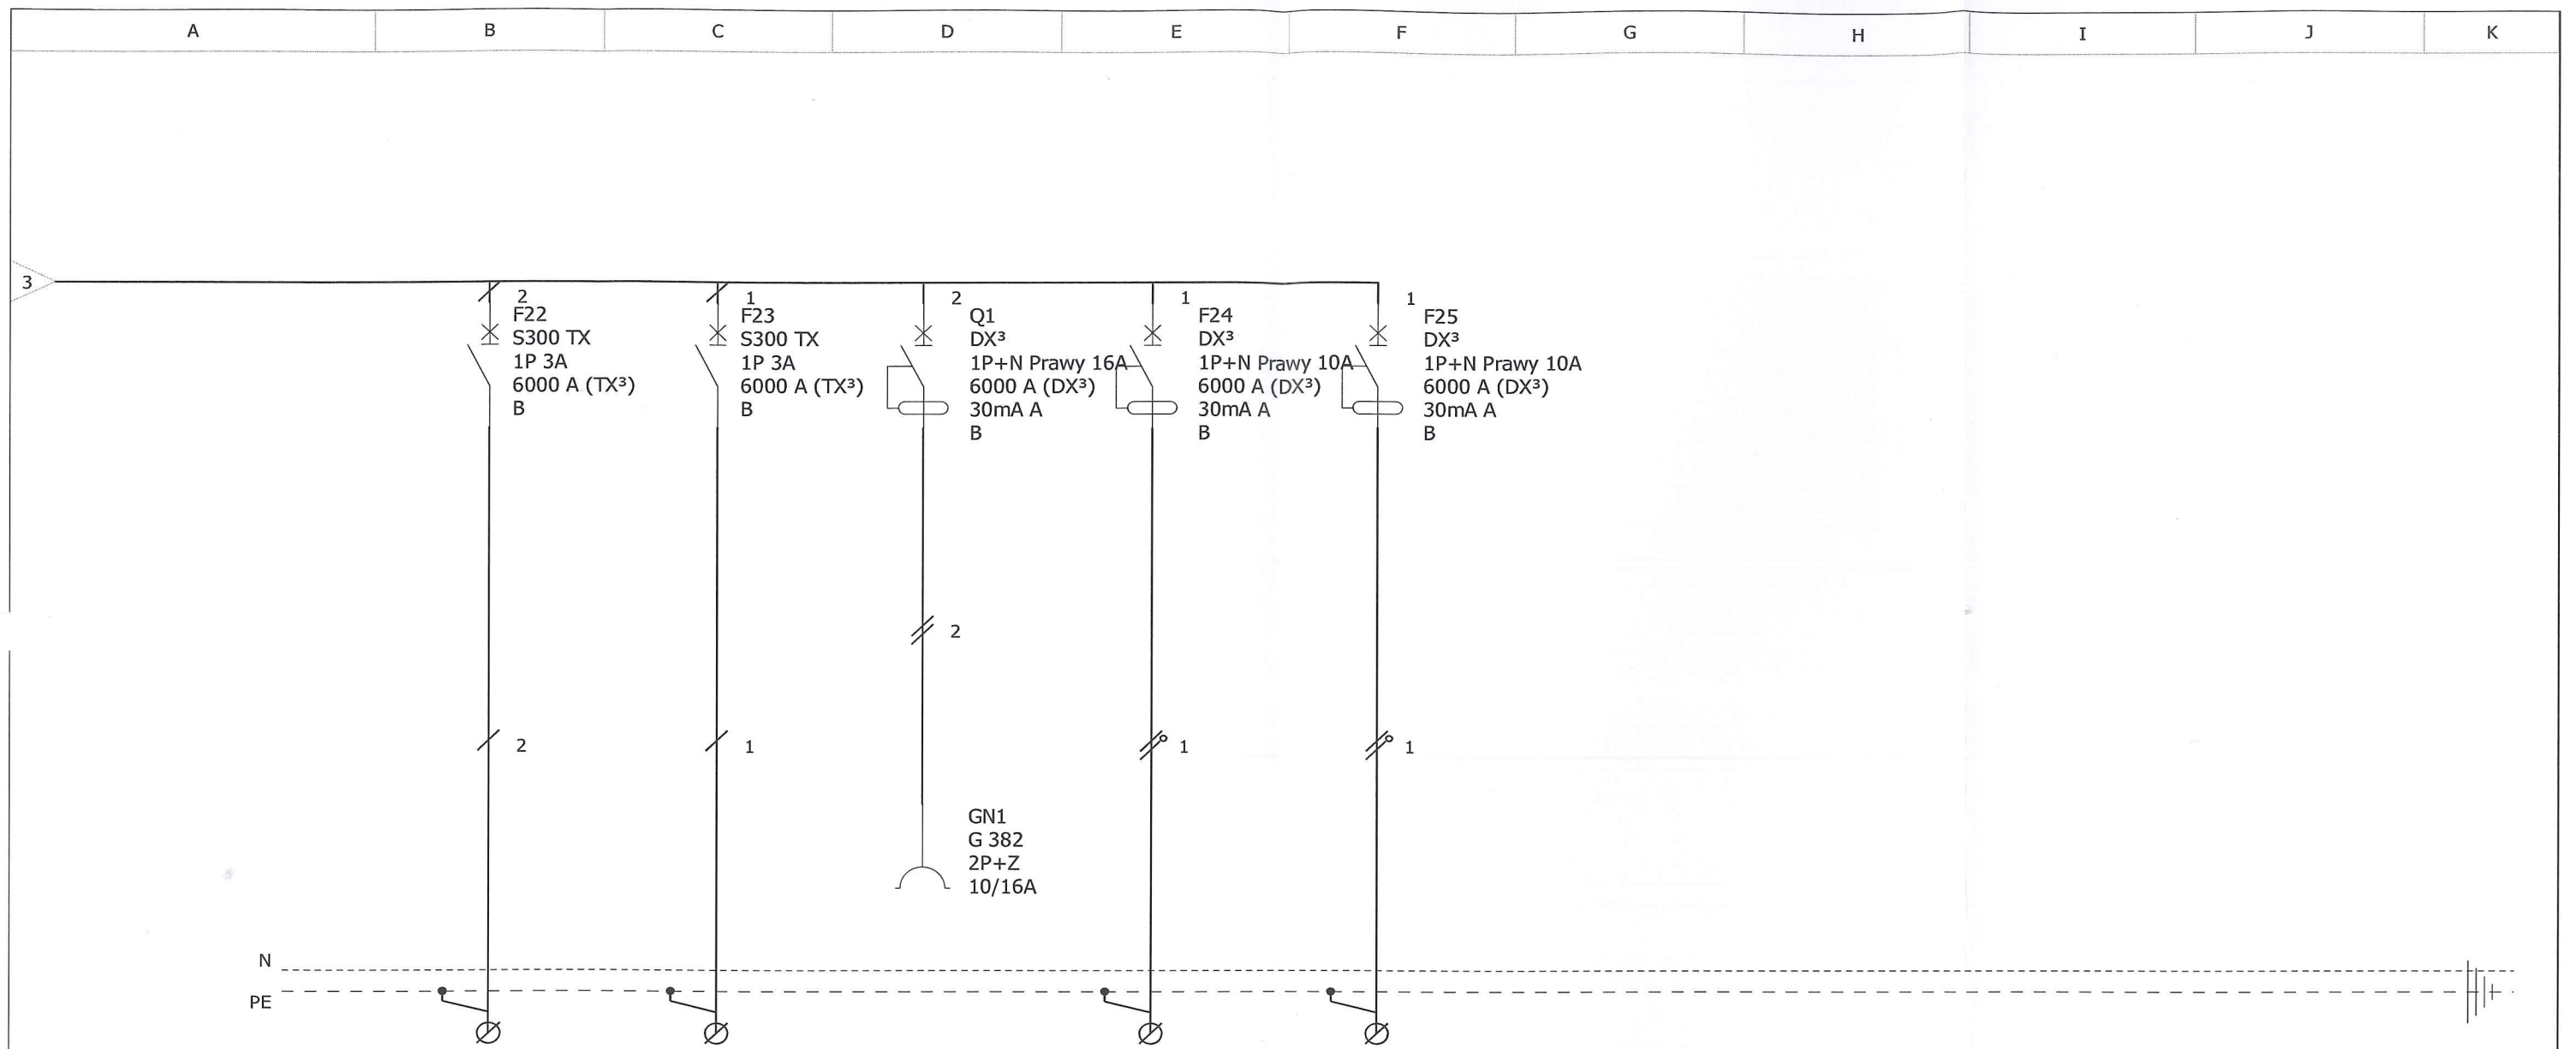 A B C D E F G H I J K
3
2
F22
S300 TX
1P 3A
6000 A (TX³)
B
1
F23
S300 TX
1P 3A
6000 A (TX³)
B
2
Q1
DX³
1P+N Prawy 16A
6000 A (DX³)
30mA A
B
1
F24
DX³
1P+N Prawy 10A
6000 A (DX³)
30mA A
B
1
F25
DX³
1P+N Prawy 10A
6000 A (DX³)
30mA A
B
2
2
1
1
1
GN1
G 382
2P+Z
10/16A
N
PE